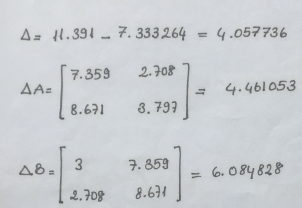 Δ= 11.391 - 7.333264 = 4.057736
ΔA= [ 7.359 2.708
8.671 3.797 ] = 4.461053
ΔB = [ 3 7.359
2.708 8.671 ] = 6.084828